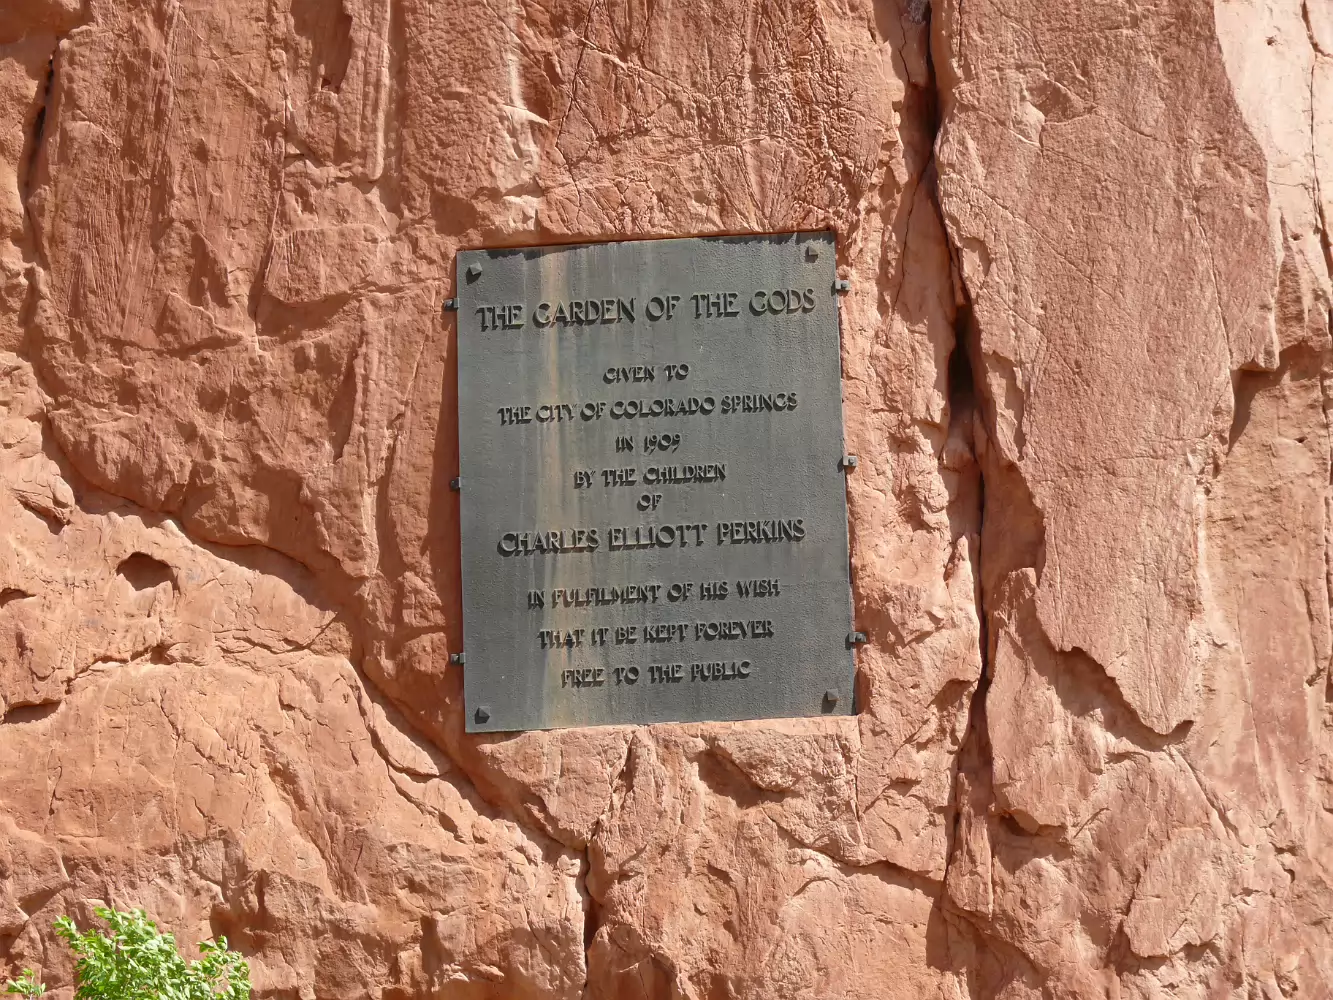 THE GARDEN OF THE GODS
GIVEN TO
THE CITY OF COLORADO SPRINGS
IN 1909
BY THE CHILDREN
OF
CHARLES ELLIOTT PERKINS
IN FULFILMENT OF HIS WISH
THAT IT BE KEPT FOREVER
FREE TO THE PUBLIC